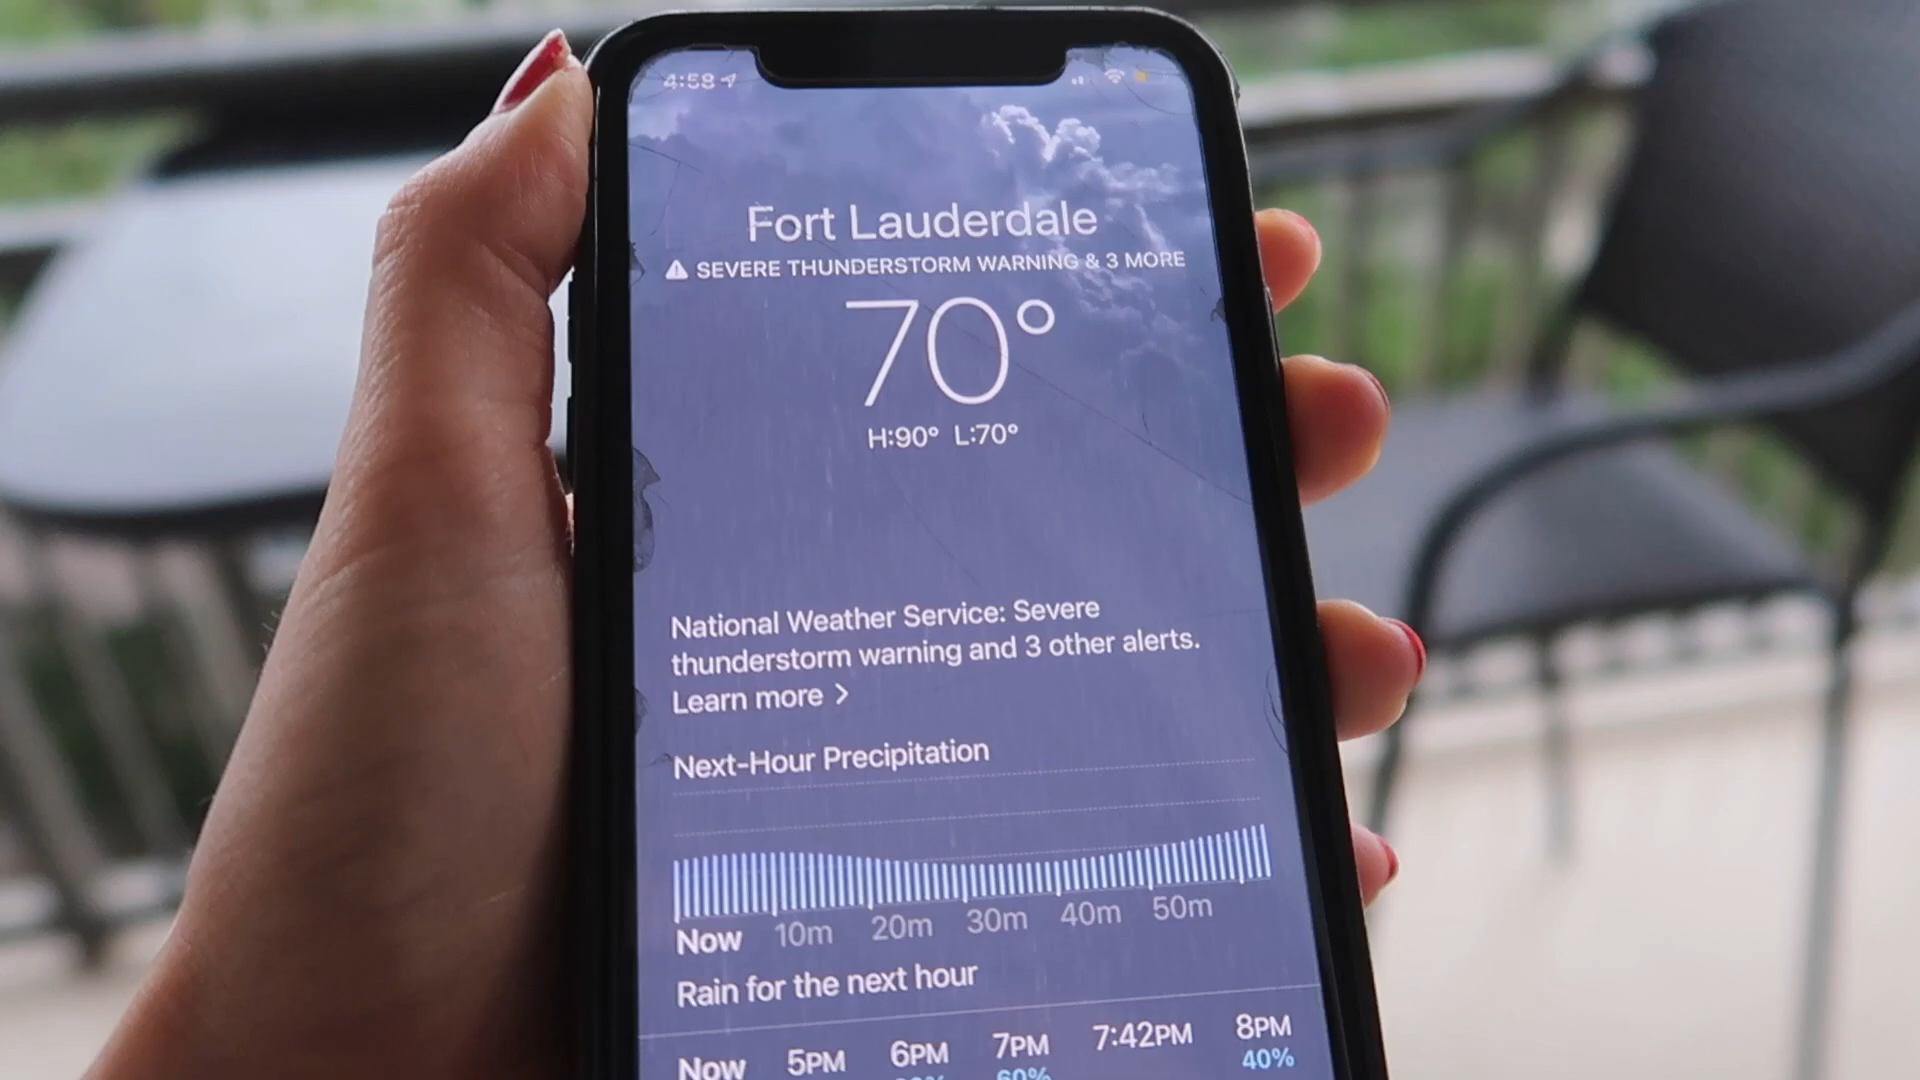 4:58
Fort Lauderdale
SEVERE THUNDERSTORM WARNING & 3 MORE
70°
H:90° L:70°
National Weather Service: Severe
thunderstorm warning and 3 other alerts.
Learn more >
Next-Hour Precipitation
Now 10m 20m 30m 40m 50m
Rain for the next hour
Now 5PM 6PM 7PM 7:42PM 8PM
60% 40%